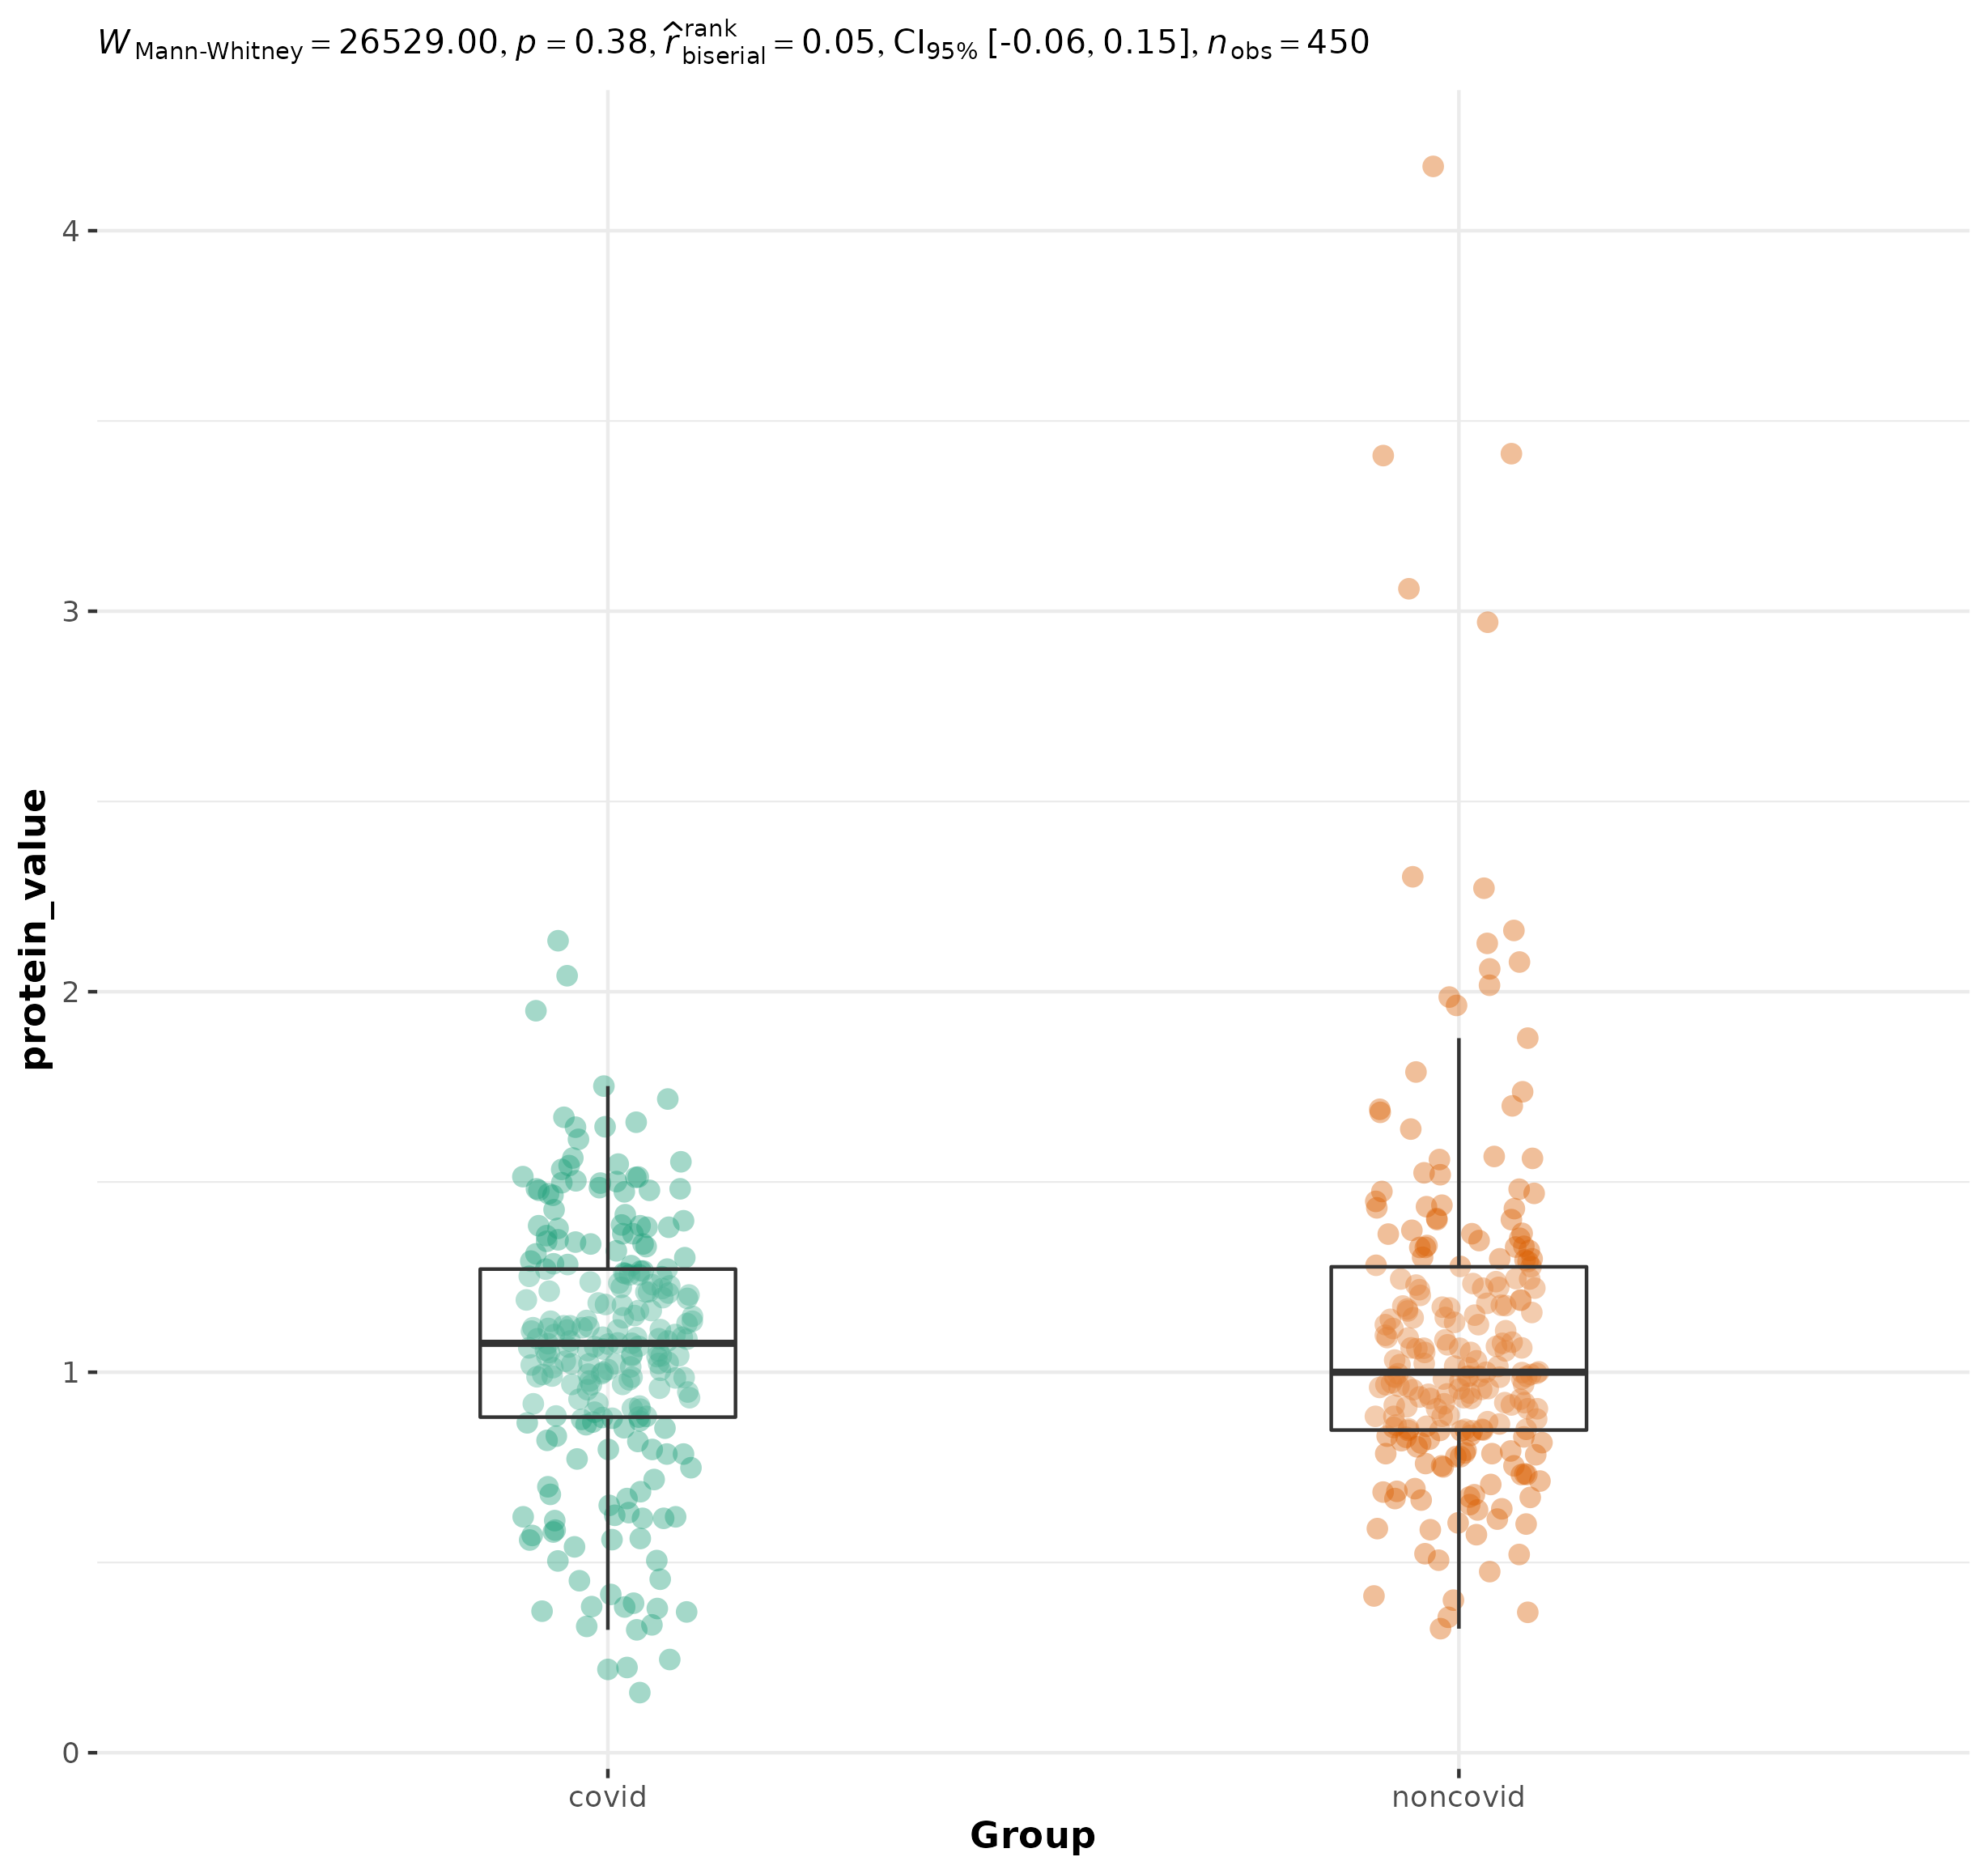 W Mann-Whitney = 26529.00, p = 0.38, r̂ rank biserial = 0.05, CI95% [-0.06, 0.15], n obs = 450
protein_value
4
3
2
1
0
covid noncovid
Group